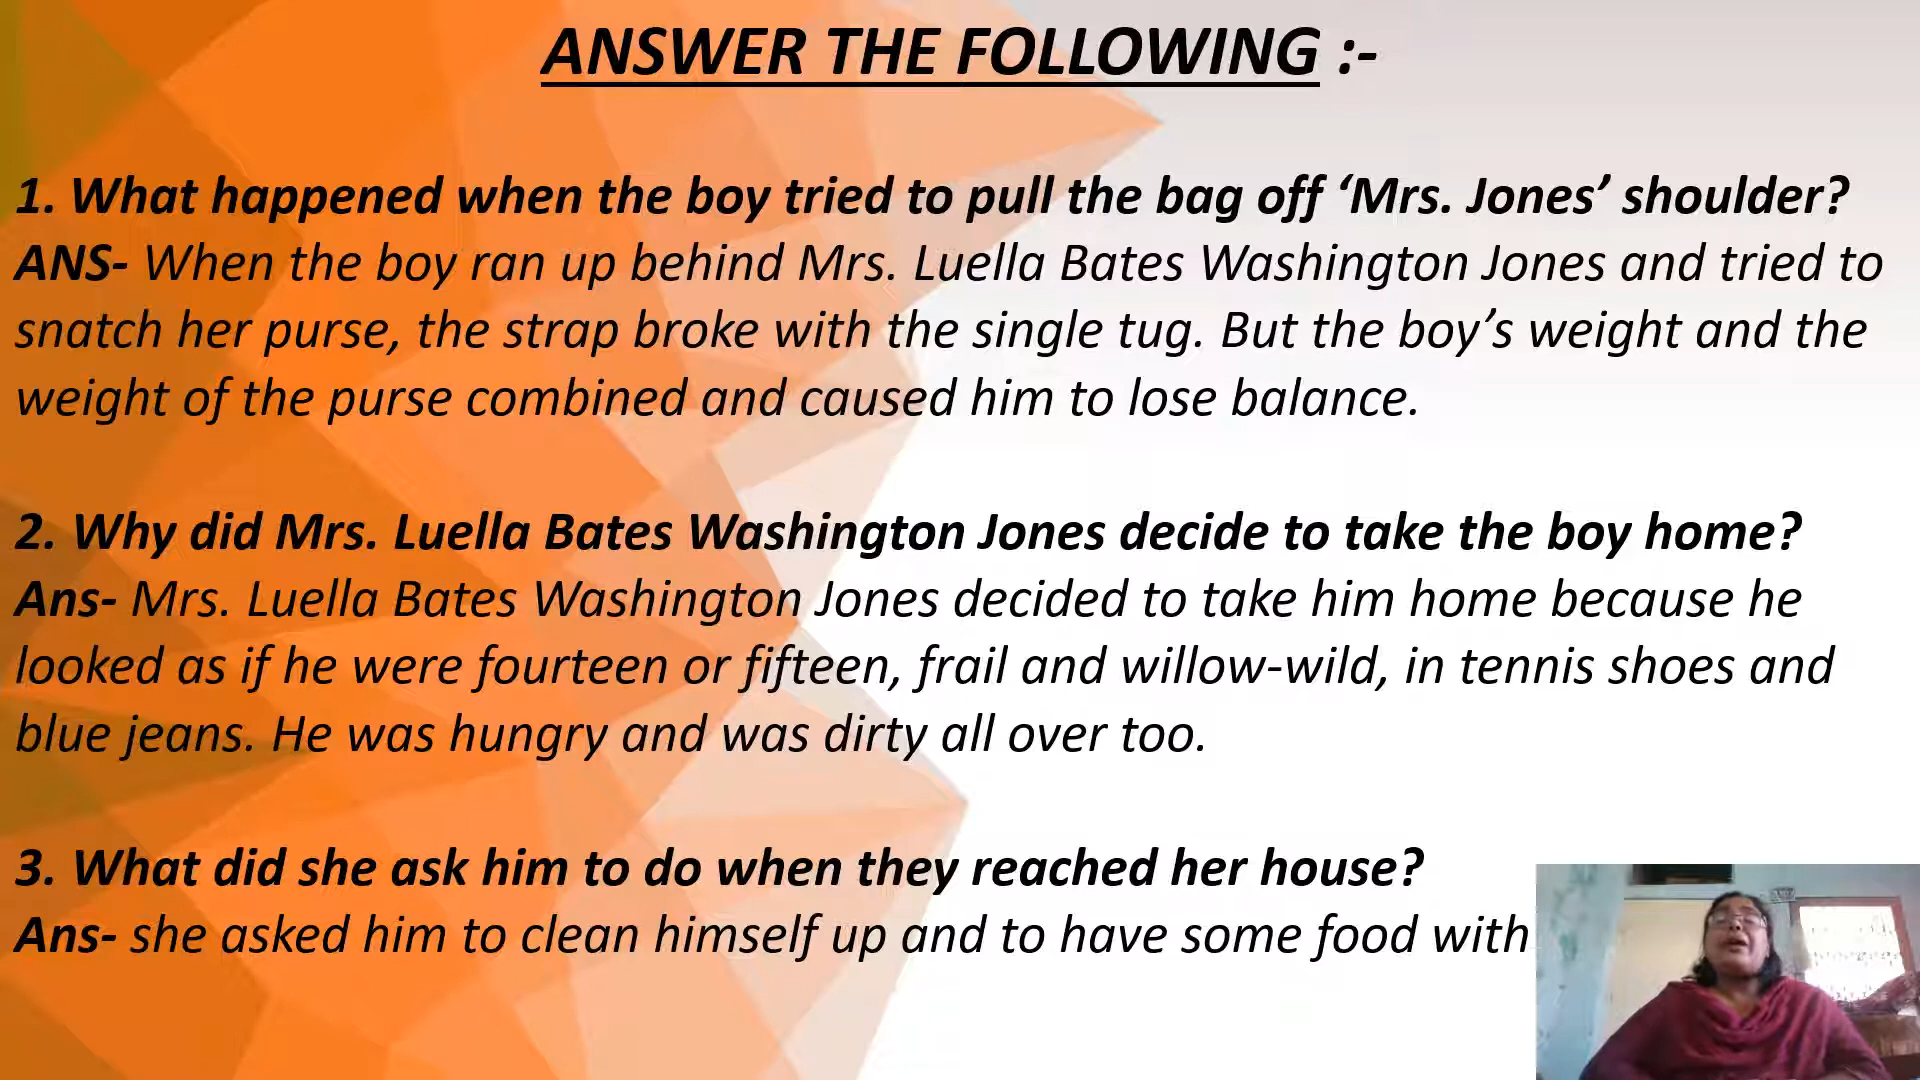 ANSWER THE FOLLOWING :-
1. What happened when the boy tried to pull the bag off ‘Mrs. Jones’ shoulder?
ANS- When the boy ran up behind Mrs. Luella Bates Washington Jones and tried to
snatch her purse, the strap broke with the single tug. But the boy’s weight and the
weight of the purse combined and caused him to lose balance.
2. Why did Mrs. Luella Bates Washington Jones decide to take the boy home?
Ans- Mrs. Luella Bates Washington Jones decided to take him home because he
looked as if he were fourteen or fifteen, frail and willow-wild, in tennis shoes and
blue jeans. He was hungry and was dirty all over too.
3. What did she ask him to do when they reached her house?
Ans- she asked him to clean himself up and to have some food with